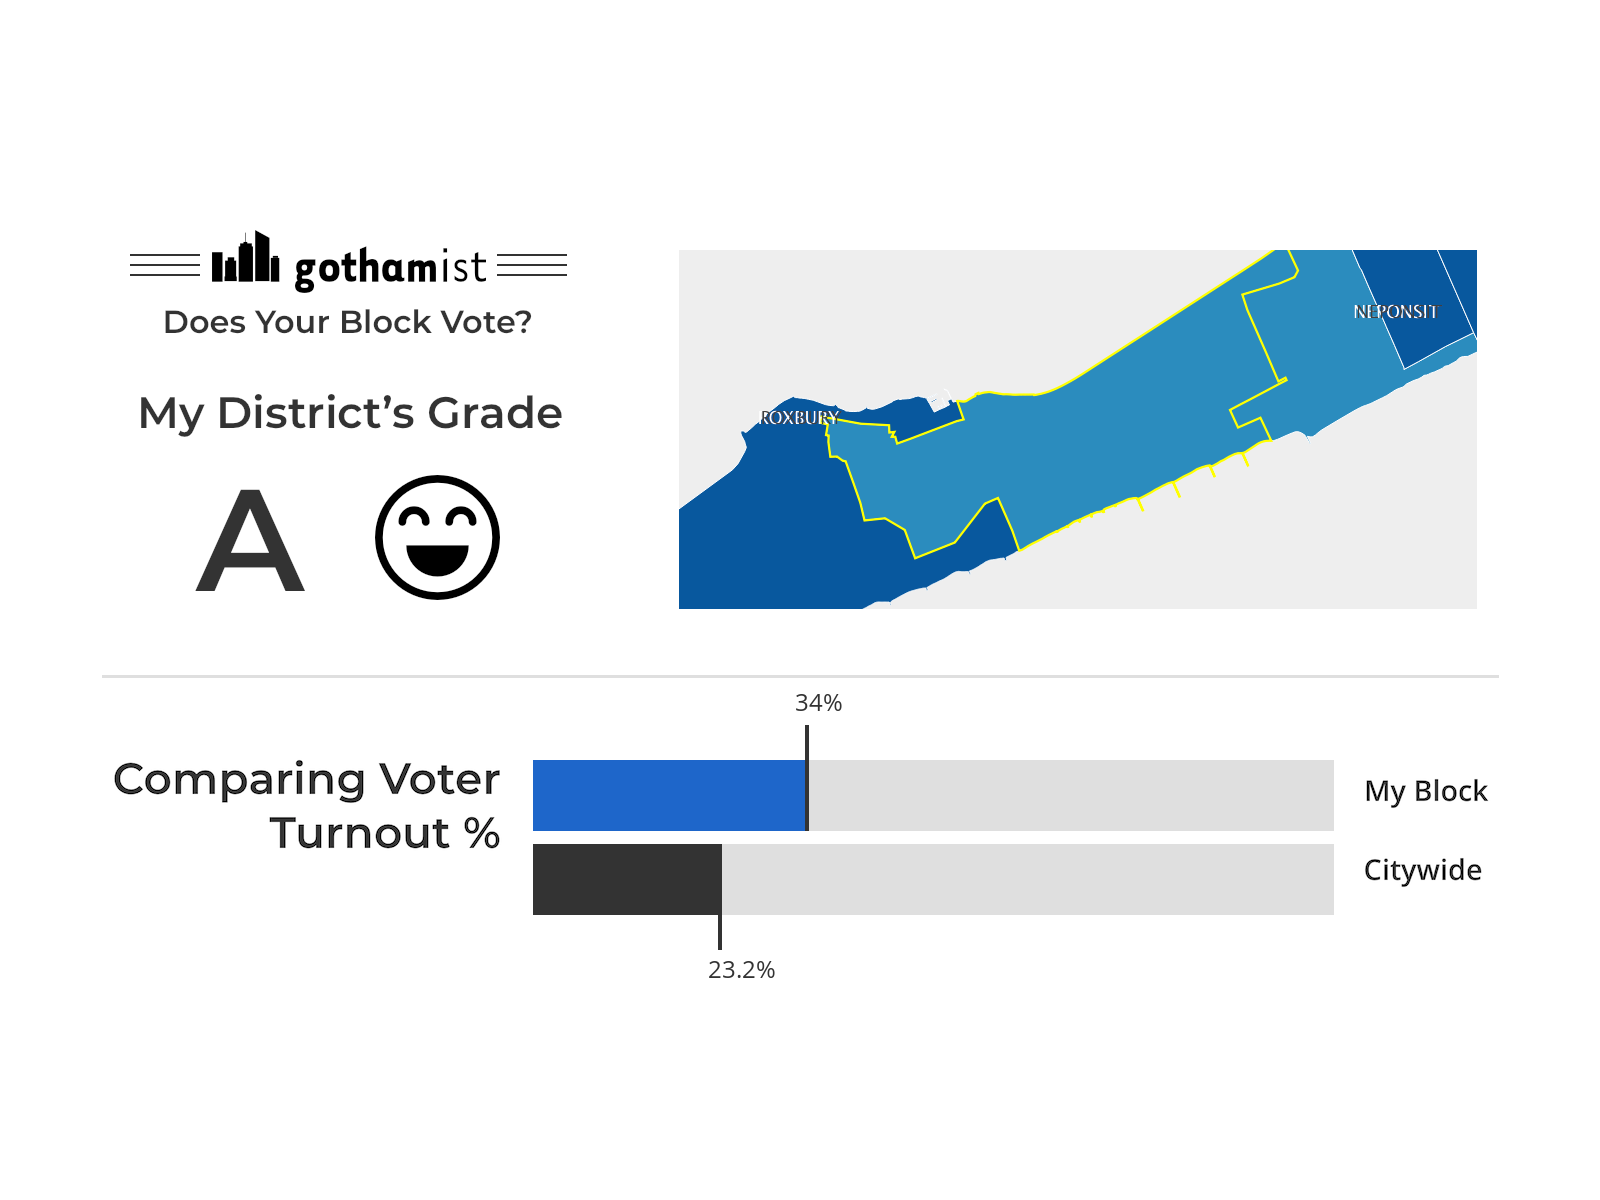 gothamist
Does Your Block Vote?
My District’s Grade
A
NEPONSIT
ROXBURY
34%
Comparing Voter
Turnout %
My Block
Citywide
23.2%